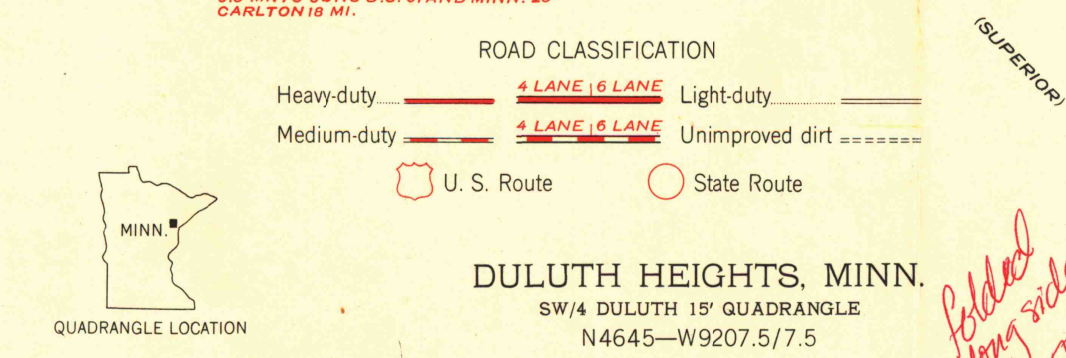 CARLTON 18 MI.
(SUPERIOR)
ROAD CLASSIFICATION
Heavy-duty 4 LANE | 6 LANE Light-duty
Medium-duty 4 LANE | 6 LANE Unimproved dirt
U. S. Route State Route
MINN.
QUADRANGLE LOCATION
DULUTH HEIGHTS, MINN.
SW/4 DULUTH 15' QUADRANGLE
N4645—W9207.5/7.5
folded
long side